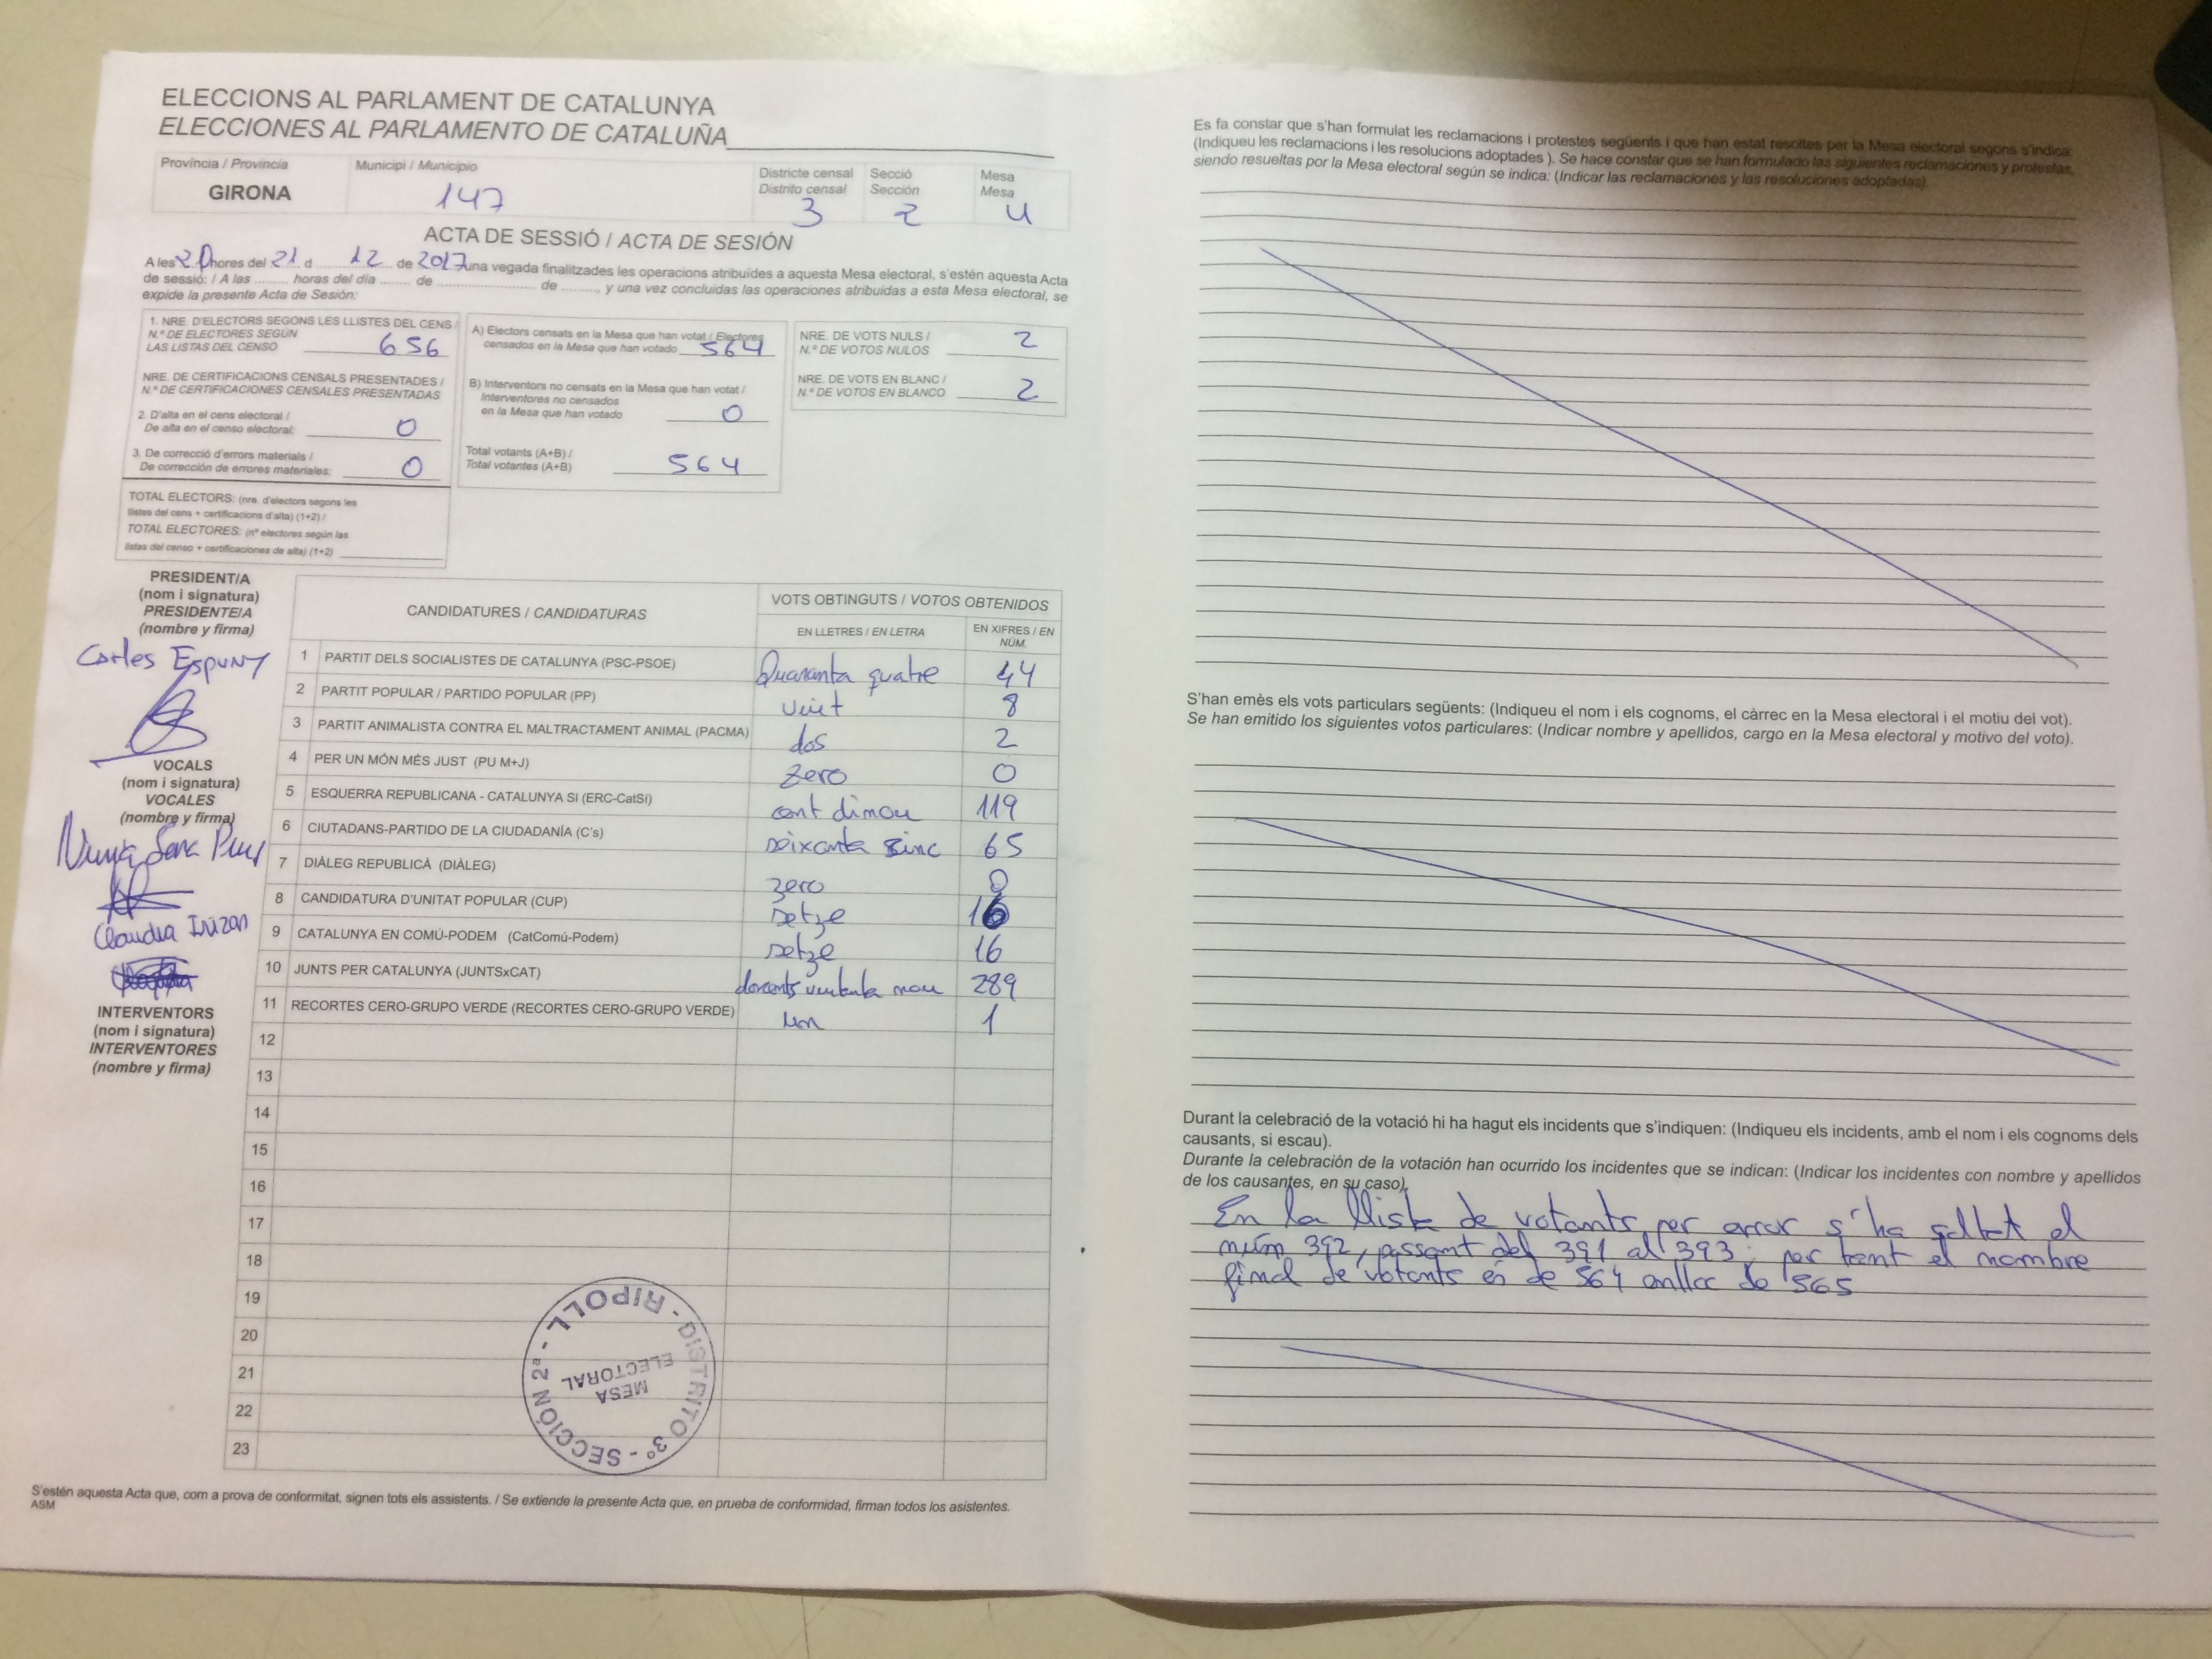 ELECCIONS AL PARLAMENT DE CATALUNYA
ELECCIONES AL PARLAMENTO DE CATALUÑA
Província / Provincia
GIRONA
Municipi / Municipio
147
Districte censal
Distrito censal
3
Secció
Sección
2
Mesa
Mesa
U
ACTA DE SESSIÓ / ACTA DE SESIÓN
A les 20 hores del 21 d 12 de 2017 una vegada finalitzades les operacions atribuïdes a aquesta Mesa electoral, s'estén aquesta Acta
de sessió: / A las ......... horas del día ........ de ........................... de ........., y una vez concluidas las operaciones atribuidas a esta Mesa electoral, se
expide la presente Acta de Sesión:
1. NRE. D'ELECTORS SEGONS LES LLISTES DEL CENS /
N.º DE ELECTORES SEGÚN
LAS LISTAS DEL CENSO 656
NRE. DE CERTIFICACIONS CENSALS PRESENTADES /
N.º DE CERTIFICACIONES CENSALES PRESENTADAS
2. D'alta en el cens electoral /
De alta en el censo electoral: 0
3. De correcció d'errors materials /
De corrección de errores materiales: 0
TOTAL ELECTORS: (nre. d'electors segons les
llistes del cens + certificacions d'alta) (1+2) /
TOTAL ELECTORES: (nº electores según las
listas del censo + certificaciones de alta) (1+2)
A) Electors censats en la Mesa que han votat / Electores
censados en la Mesa que han votado 564
B) Interventors no censats en la Mesa que han votat /
Interventores no censados
en la Mesa que han votado 0
Total votants (A+B) /
Total votantes (A+B) 564
NRE. DE VOTS NULS /
N.º DE VOTOS NULOS 2
NRE. DE VOTS EN BLANC /
N.º DE VOTOS EN BLANCO 2
PRESIDENT/A
(nom i signatura)
PRESIDENTE/A
(nombre y firma)
Carles Espuny
VOCALS
(nom i signatura)
VOCALES
(nombre y firma)
Claudia
INTERVENTORS
(nom i signatura)
INTERVENTORES
(nombre y firma)
CANDIDATURES / CANDIDATURAS
VOTS OBTINGUTS / VOTOS OBTENIDOS
EN LLETRES / EN LETRA
EN XIFRES / EN NÚM.
1 PARTIT DELS SOCIALISTES DE CATALUNYA (PSC-PSOE) Quaranta quatre 44
2 PARTIT POPULAR / PARTIDO POPULAR (PP) vuit 8
3 PARTIT ANIMALISTA CONTRA EL MALTRACTAMENT ANIMAL (PACMA) dos 2
4 PER UN MÓN MÉS JUST (PU M+J) zero 0
5 ESQUERRA REPUBLICANA - CATALUNYA SI (ERC-CatSí) cent dinou 119
6 CIUTADANS-PARTIDO DE LA CIUDADANÍA (C's) seixanta sinc 65
7 DIÀLEG REPUBLICÀ (DIÀLEG) zero 0
8 CANDIDATURA D'UNITAT POPULAR (CUP) setze 16
9 CATALUNYA EN COMÚ-PODEM (CatComú-Podem) setze 16
10 JUNTS PER CATALUNYA (JUNTSxCAT) nou 289
11 RECORTES CERO-GRUPO VERDE (RECORTES CERO-GRUPO VERDE) un 1
12
13
14
15
16
17
18
19
20
21
22
23
DISTRITO 3º - SECCIÓN 2ª - RIPOLL -
MESA
ELECTORAL
S'estén aquesta Acta que, com a prova de conformitat, signen tots els assistents. / Se extiende la presente Acta que, en prueba de conformidad, firman todos los asistentes.
ASM
Es fa constar que s'han formulat les reclamacions i protestes següents i que han estat resoltes per la Mesa electoral segons s'indica:
(Indiqueu les reclamacions i les resolucions adoptades ). Se hace constar que se han formulado las siguientes reclamaciones y protestas,
siendo resueltas por la Mesa electoral según se indica: (Indicar las reclamaciones y las resoluciones adoptadas).
S'han emès els vots particulars següents: (Indiqueu el nom i els cognoms, el càrrec en la Mesa electoral i el motiu del vot).
Se han emitido los siguientes votos particulares: (Indicar nombre y apellidos, cargo en la Mesa electoral y motivo del voto).
Durant la celebració de la votació hi ha hagut els incidents que s'indiquen: (Indiqueu els incidents, amb el nom i els cognoms dels
causants, si escau).
Durante la celebración de la votación han ocurrido los incidentes que se indican: (Indicar los incidentes con nombre y apellidos
de los causantes, en su caso).
En la llista de votants per error s'ha saltat el
núm 392, passant del 391 al 393; per tant el nombre
final de votants és de 564 enlloc de 565